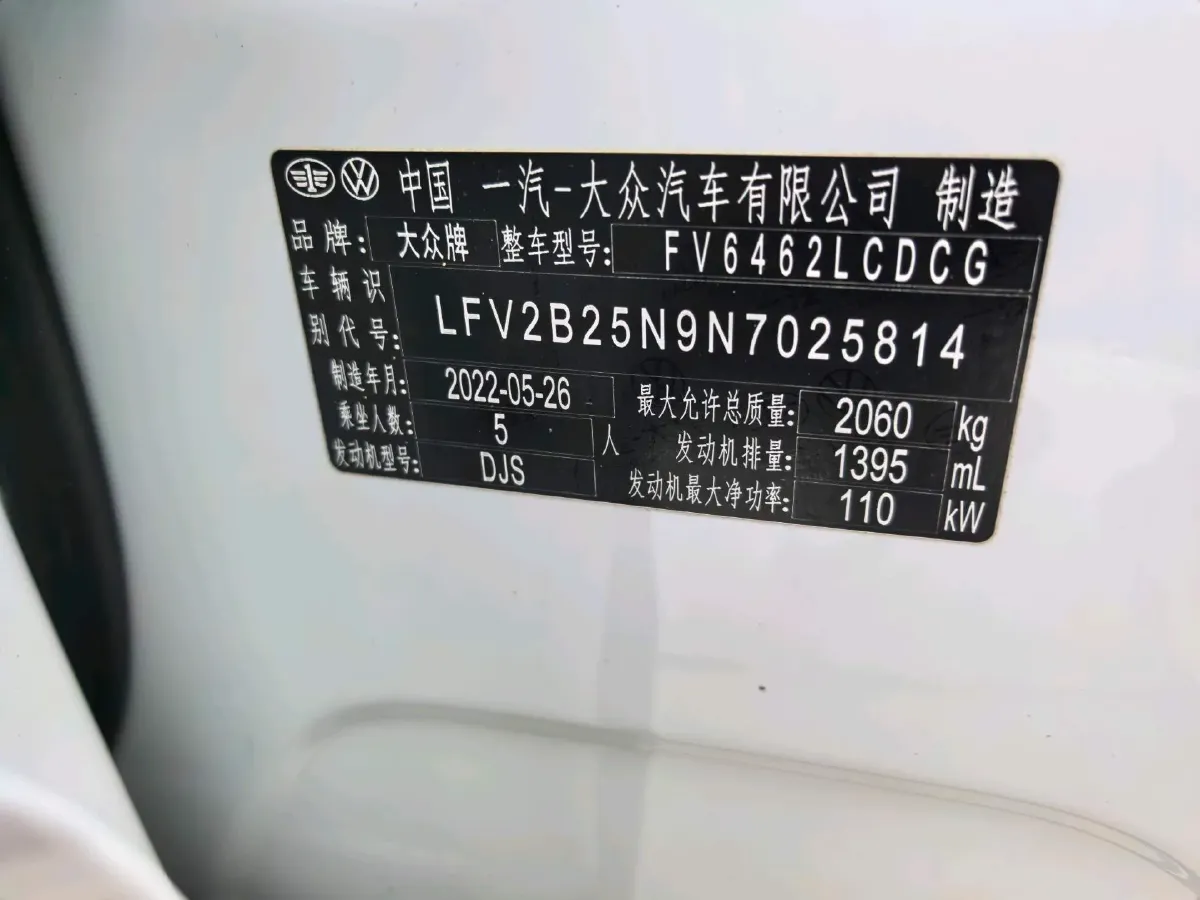 中国 一汽-大众汽车有限公司 制造
品牌: 大众牌 整车型号: FV6462LCDCG
车辆识别代号: LFV2B25N9N7025814
制造年月: 2022-05-26 最大允许总质量: 2060 kg
乘坐人数: 5 人 发动机排量: 1395 mL
发动机型号: DJS 发动机最大净功率: 110 kW